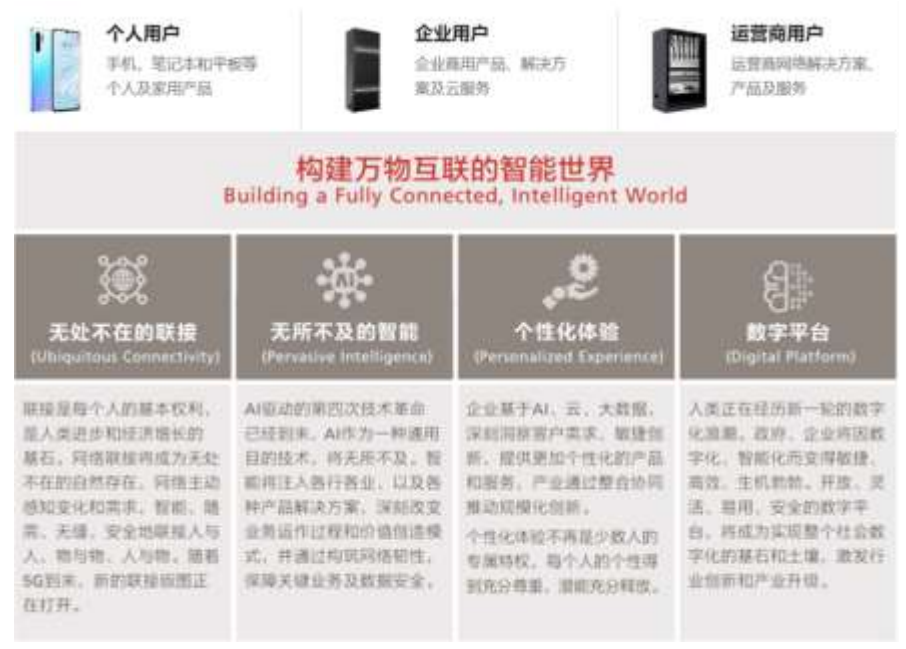 个人用户
手机、笔记本和平板等
个人及家用产品
企业用户
企业商用产品、解决方
案及云服务
运营商用户
运营商网络解决方案、
产品及服务
构建万物互联的智能世界
Building a Fully Connected, Intelligent World
无处不在的联接
(Ubiquitous Connectivity)
联接是每个人的基本权利，
是人类进步和经济增长的
基石。网络联接将成为无处
不在的自然存在，网络主动
感知变化和需求，智能、随
需、无缝、安全地联接人与
人、物与物、人与物。随着
5G到来，新的联接版图正
在打开。
无所不及的智能
(Pervasive Intelligence)
AI驱动的第四次技术革命
已经到来，AI作为一种通用
目的技术，将无所不及。智
能将注入各行各业，以及各
种产品解决方案，深刻改变
业务运作过程和价值创造模
式，并通过构筑网络韧性，
保障关键业务及数据安全。
个性化体验
(Personalized Experience)
企业基于AI、云、大数据，
深刻洞察客户需求，敏捷创
新，提供更加个性化的产品
和服务，产业通过整合协同
推动规模化创新。
个性化体验不再是少数人的
专属特权，每个人的个性得
到充分尊重，潜能充分释放。
数字平台
(Digital Platform)
人类正在经历新一轮的数字
化浪潮。政府、企业将因数
字化、智能化而变得敏捷、
高效、生机勃勃。开放、灵
活、易用、安全的数字平
台，将成为实现整个社会数
字化的基石和土壤，激发行
业创新和产业升级。